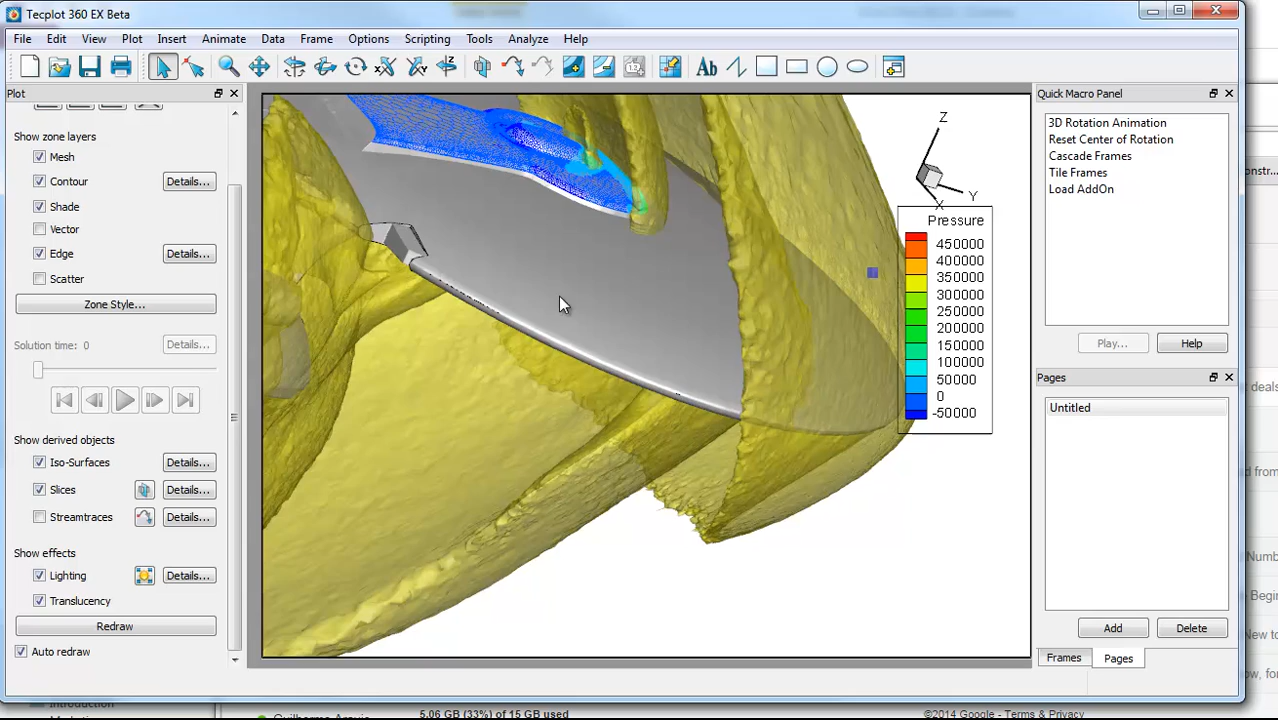 Tecplot 360 EX Beta
File Edit View Plot Insert Animate Data Frame Options Scripting Tools Analyze Help
Ab
Plot
Show zone layers
Mesh
Contour Details...
Shade
Vector
Edge Details...
Scatter
Zone Style...
Solution time: 0 Details...
Show derived objects
Iso-Surfaces Details...
Slices Details...
Streamtraces Details...
Show effects
Lighting Details...
Translucency
Redraw
Auto redraw
Z
Y
X
Pressure
450000
400000
350000
300000
250000
200000
150000
100000
50000
0
-50000
Quick Macro Panel
3D Rotation Animation
Reset Center of Rotation
Cascade Frames
Tile Frames
Load AddOn
Play... Help
Pages
Untitled
Add Delete
Frames Pages
Introduction
5.06 GB (33%) of 15 GB used
©2014 Google - Terms & Privacy